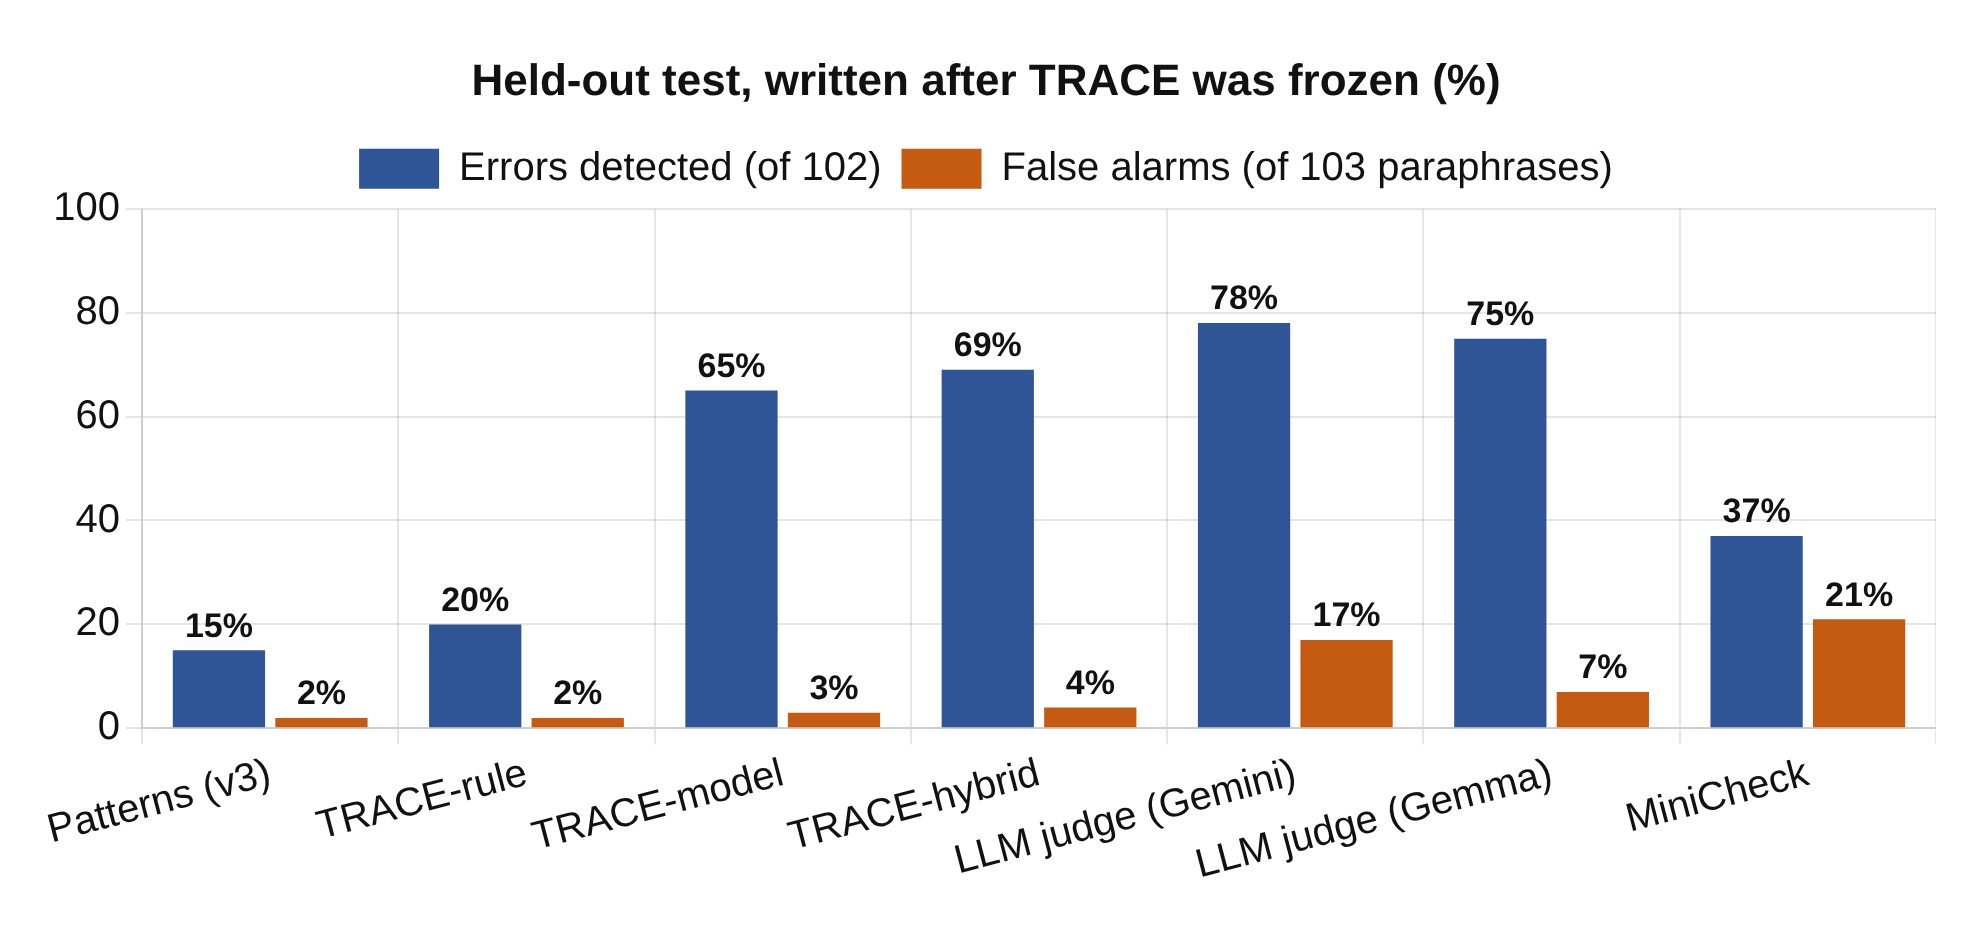 Held-out test, written after TRACE was frozen (%)
Errors detected (of 102) False alarms (of 103 paraphrases)
100
80
60
40
20
0
15%
2%
20%
2%
65%
3%
69%
4%
78%
17%
75%
7%
37%
21%
Patterns (v3)
TRACE-rule
TRACE-model
TRACE-hybrid
LLM judge (Gemini)
LLM judge (Gemma)
MiniCheck